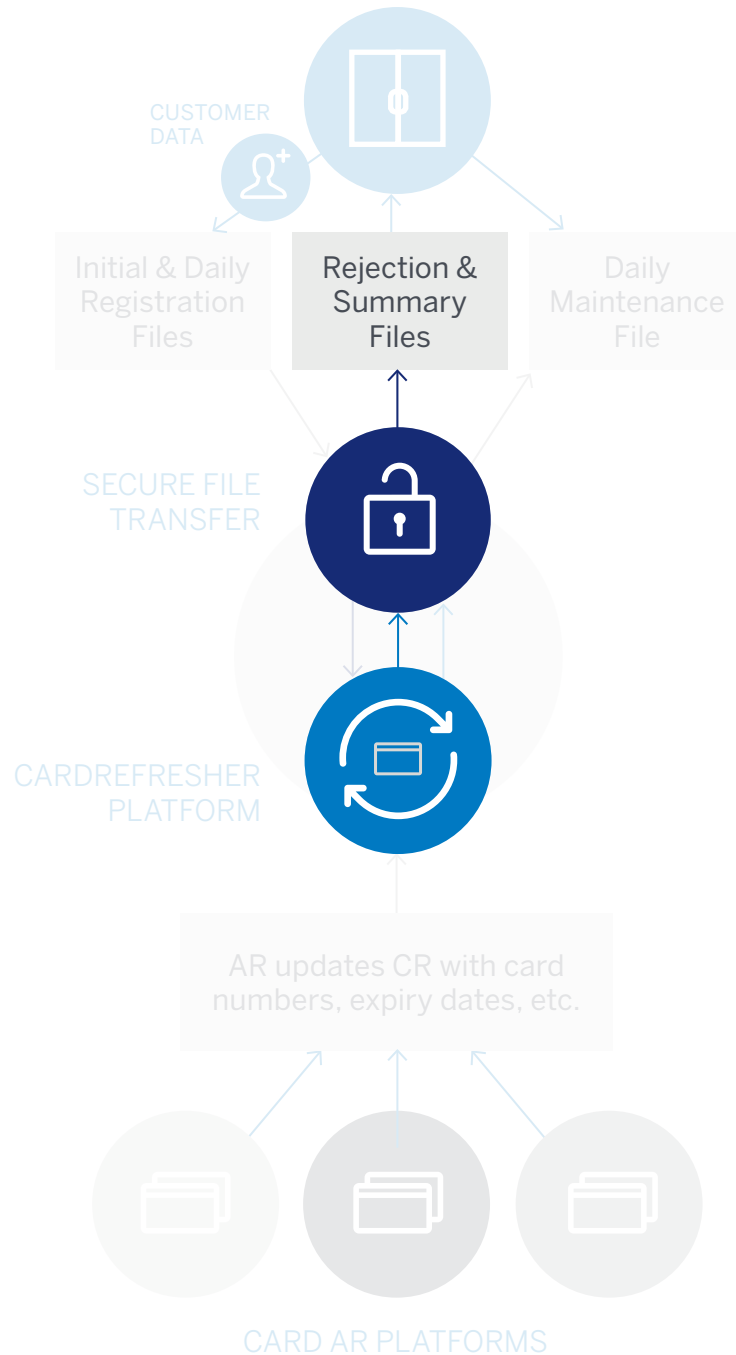 CUSTOMER
DATA
Initial & Daily
Registration
Files
Rejection &
Summary
Files
Daily
Maintenance
File
SECURE FILE
TRANSFER
CARDREFRESHER
PLATFORM
AR updates CR with card
numbers, expiry dates, etc.
CARD AR PLATFORMS